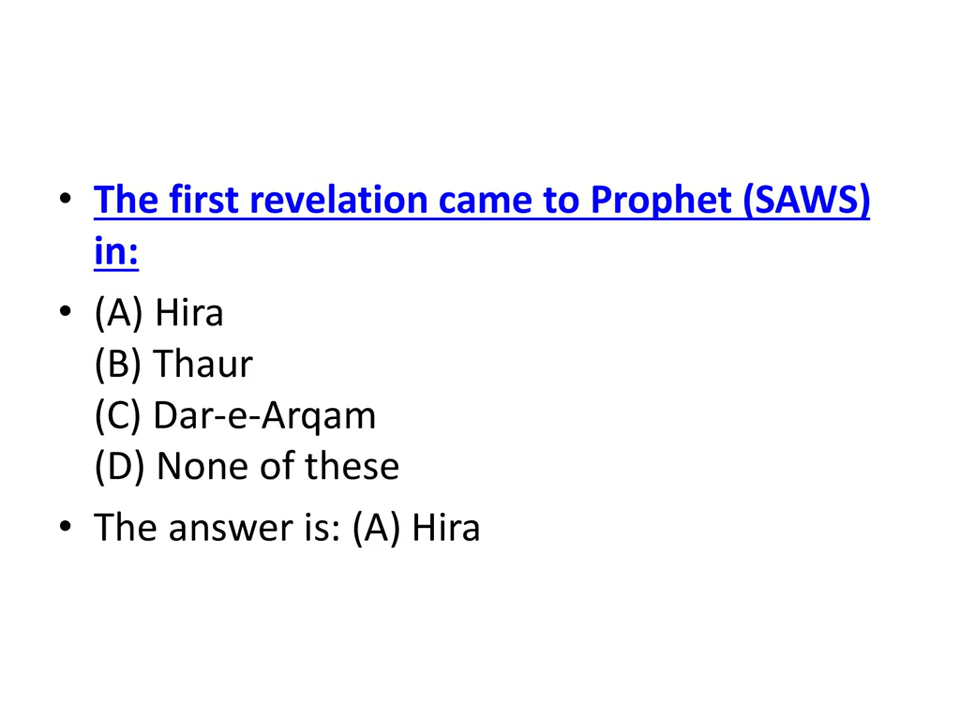 • The first revelation came to Prophet (SAWS)
in:
• (A) Hira
(B) Thaur
(C) Dar-e-Arqam
(D) None of these
• The answer is: (A) Hira